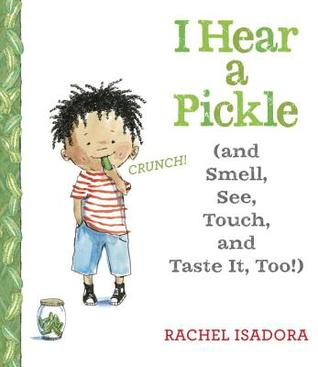 I Hear
a
Pickle
(and
Smell,
See,
Touch,
and
Taste It, Too!)
CRUNCH!
RACHEL ISADORA